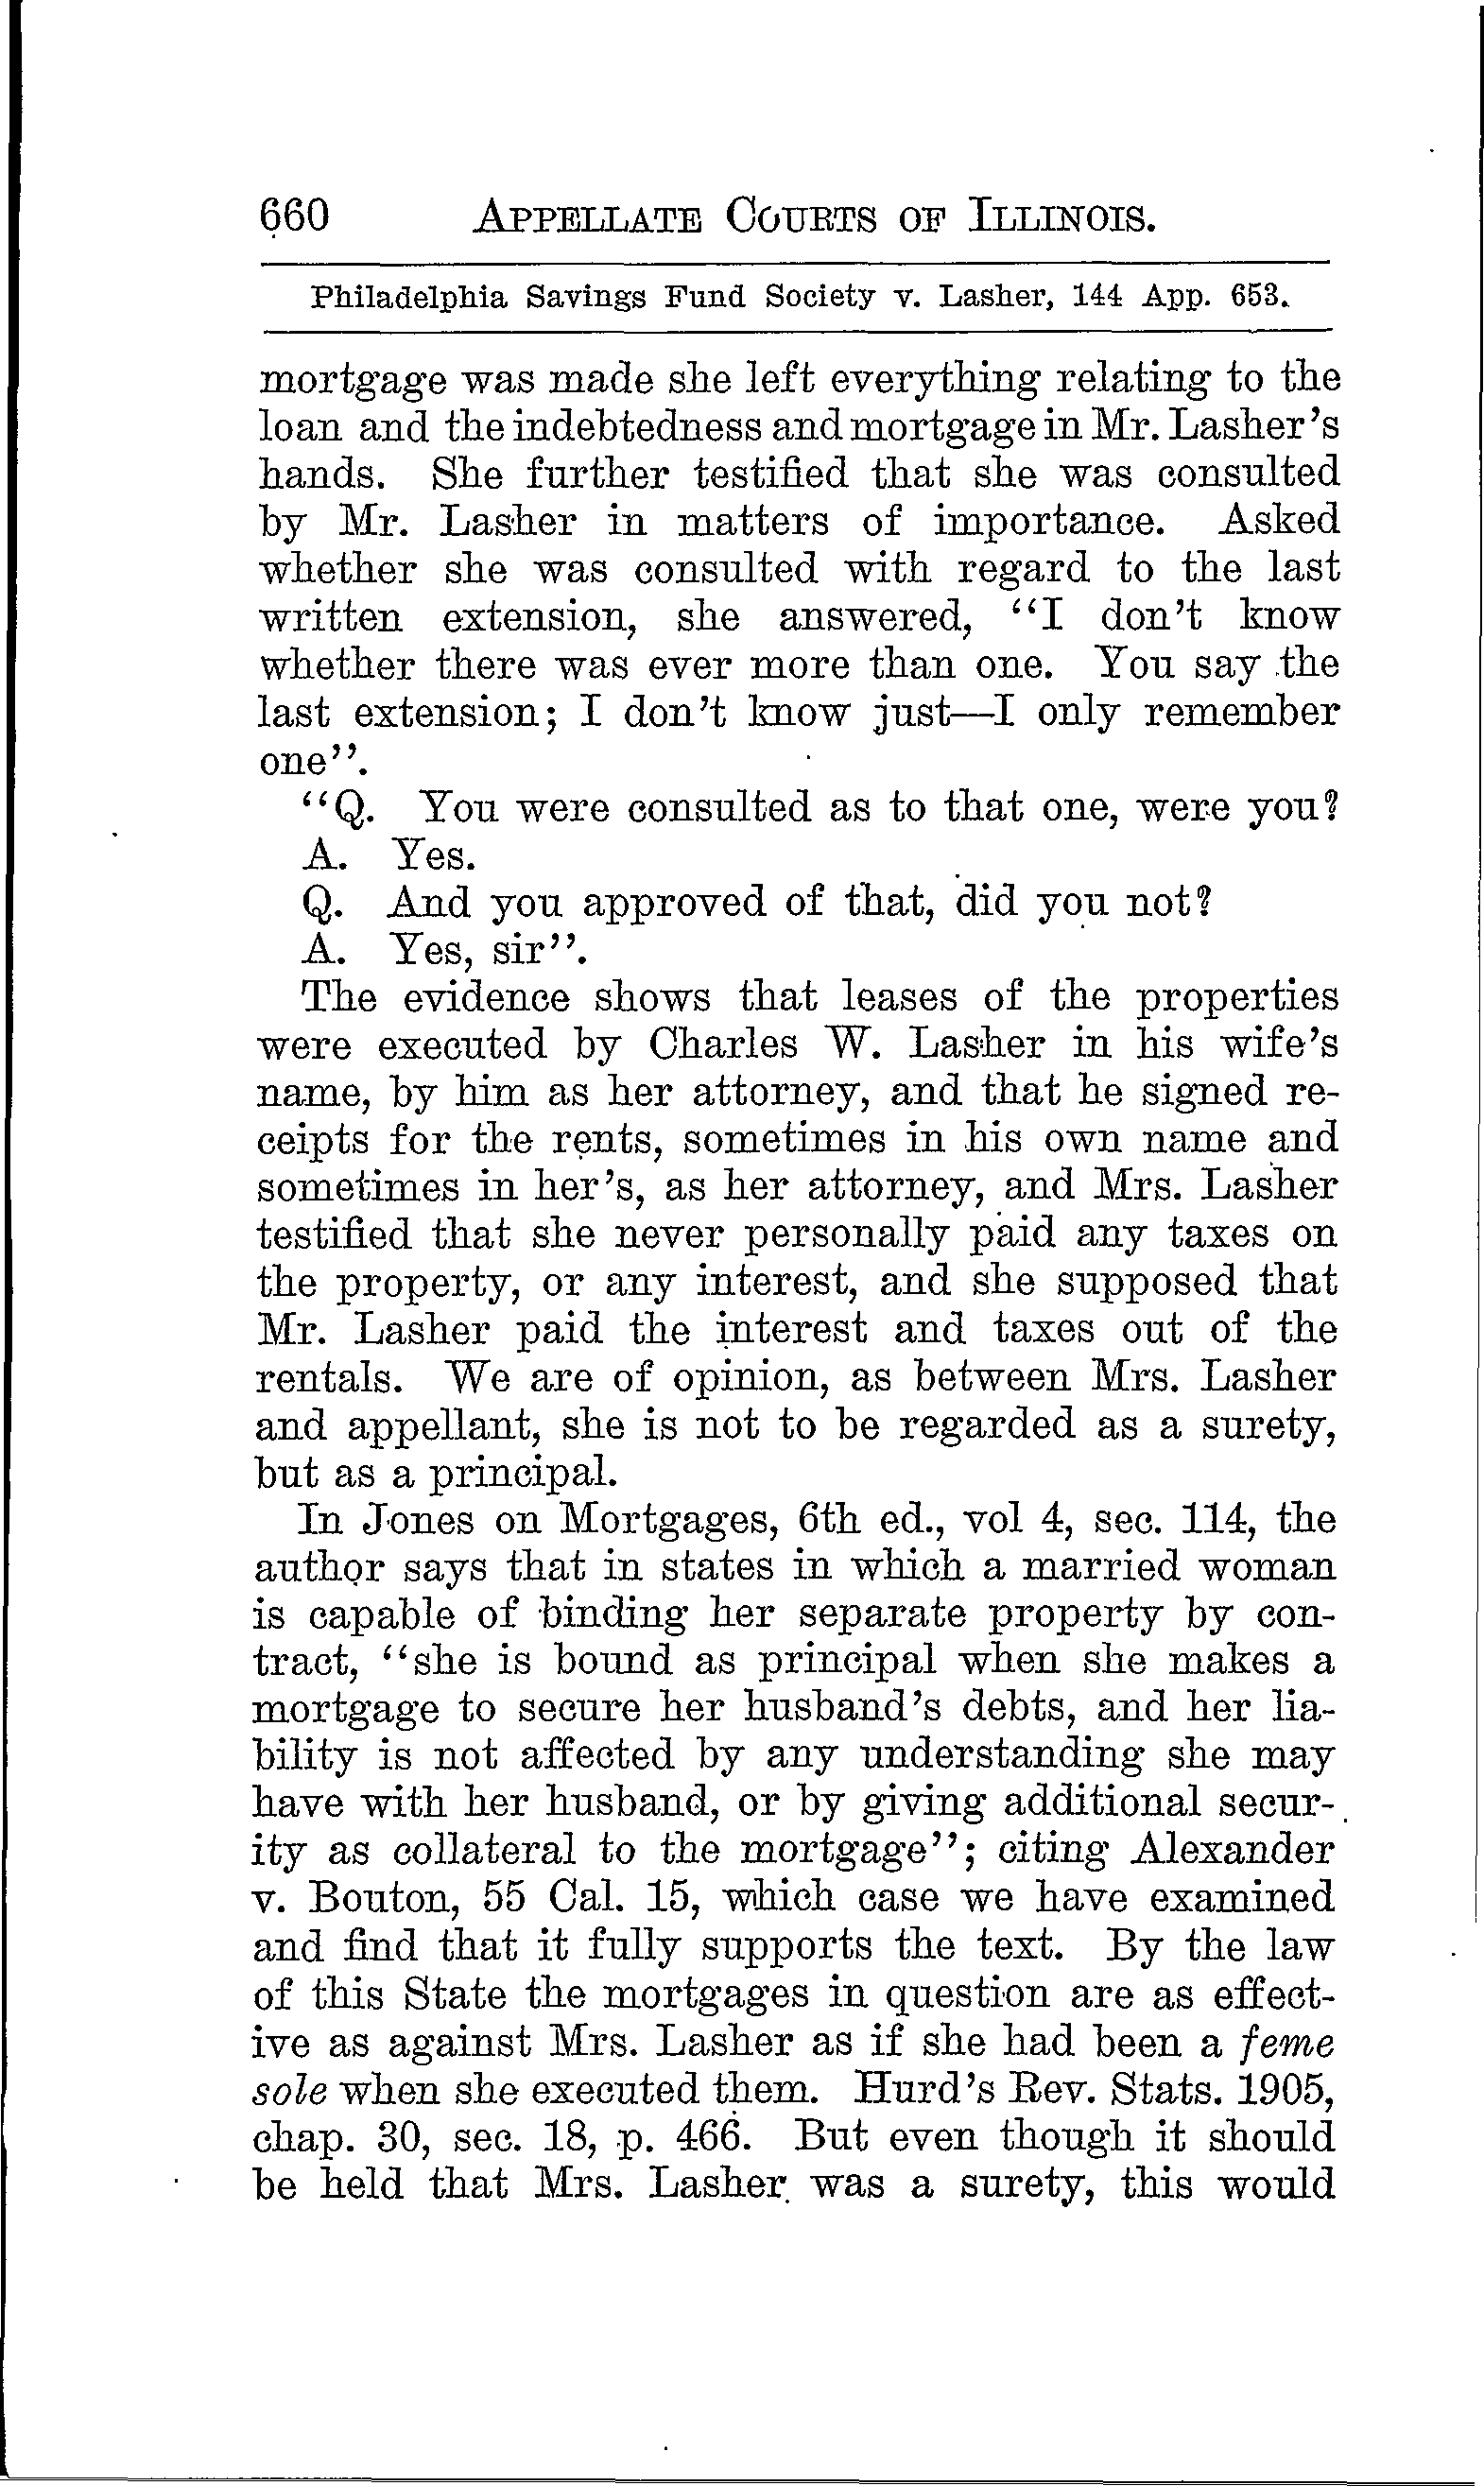 660 APPELLATE COURTS OF ILLINOIS.
Philadelphia Savings Fund Society v. Lasher, 144 App. 653.
mortgage was made she left everything relating to the
loan and the indebtedness and mortgage in Mr. Lasher's
hands. She further testified that she was consulted
by Mr. Lasher in matters of importance. Asked
whether she was consulted with regard to the last
written extension, she answered, "I don't know
whether there was ever more than one. You say the
last extension; I don't know just—I only remember
one".
"Q. You were consulted as to that one, were you?
A. Yes.
Q. And you approved of that, did you not?
A. Yes, sir".
The evidence shows that leases of the properties
were executed by Charles W. Lasher in his wife's
name, by him as her attorney, and that he signed re-
ceipts for the rents, sometimes in his own name and
sometimes in her's, as her attorney, and Mrs. Lasher
testified that she never personally paid any taxes on
the property, or any interest, and she supposed that
Mr. Lasher paid the interest and taxes out of the
rentals. We are of opinion, as between Mrs. Lasher
and appellant, she is not to be regarded as a surety,
but as a principal.
In Jones on Mortgages, 6th ed., vol 4, sec. 114, the
author says that in states in which a married woman
is capable of binding her separate property by con-
tract, "she is bound as principal when she makes a
mortgage to secure her husband's debts, and her lia-
bility is not affected by any understanding she may
have with her husband, or by giving additional secur-
ity as collateral to the mortgage"; citing Alexander
v. Bouton, 55 Cal. 15, which case we have examined
and find that it fully supports the text. By the law
of this State the mortgages in question are as effect-
ive as against Mrs. Lasher as if she had been a feme
sole when she executed them. Hurd's Rev. Stats. 1905,
chap. 30, sec. 18, p. 466. But even though it should
be held that Mrs. Lasher was a surety, this would